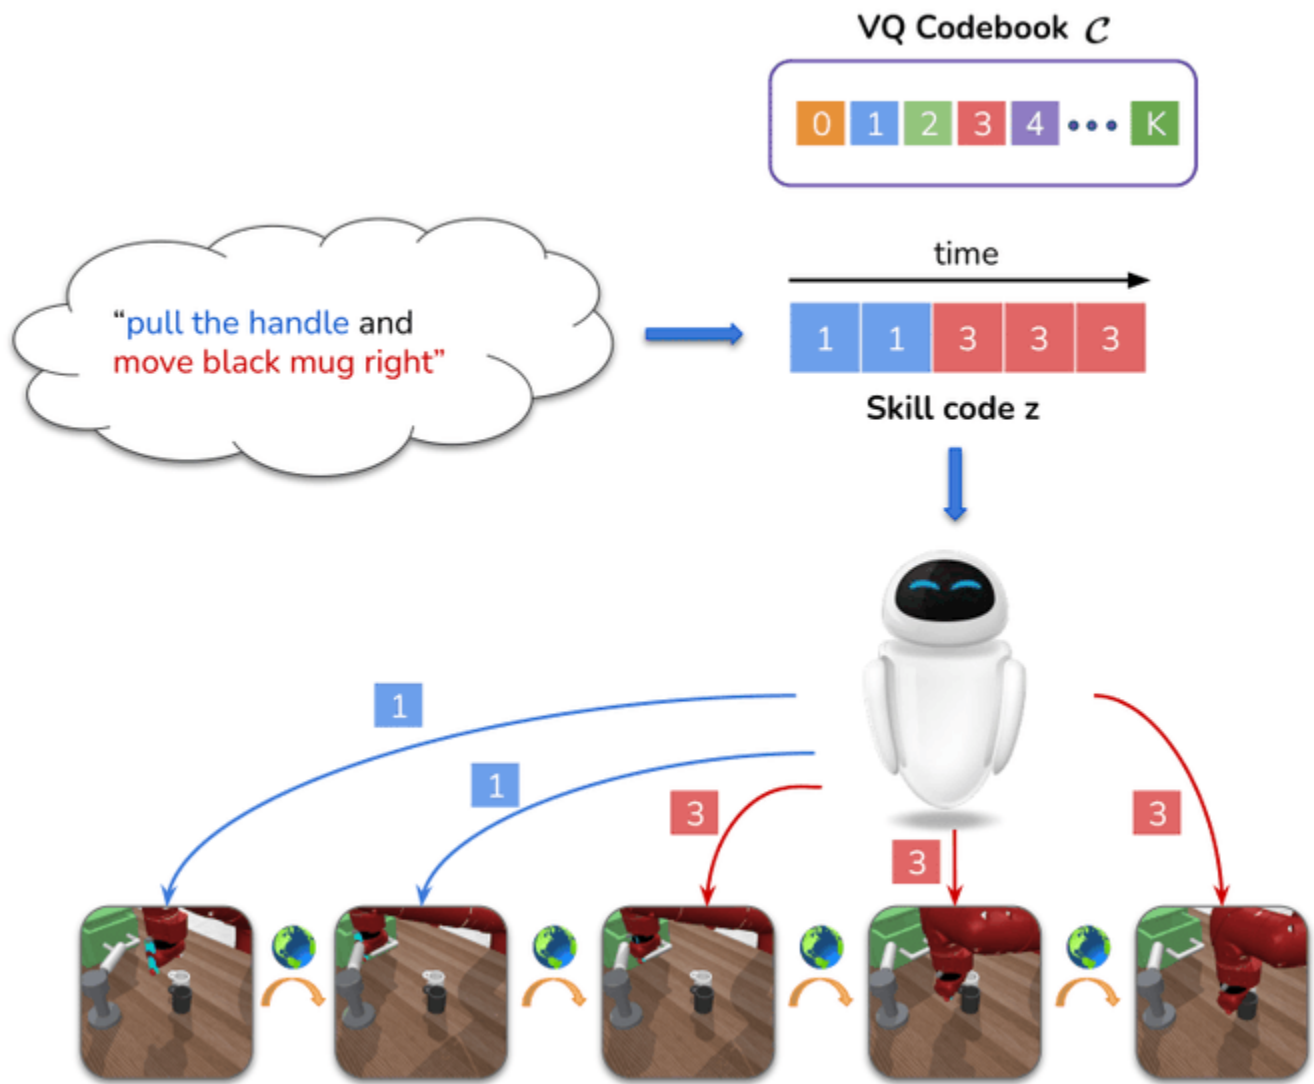 VQ Codebook 𝒞
0 1 2 3 4 ••• K
time
“pull the handle and
move black mug right”
1 1 3 3 3
Skill code z
1
1
3
3
3